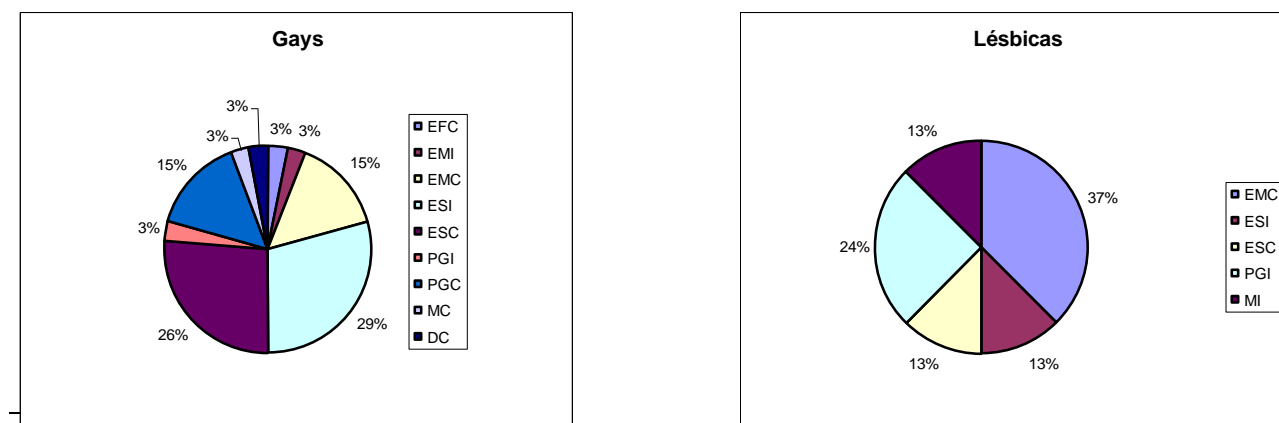 Gays
3%
3%
3%
3%
15%
15%
3%
29%
26%
EFC
EMI
EMC
ESI
ESC
PGI
PGC
MC
DC
Lésbicas
13%
37%
24%
13%
13%
EMC
ESI
ESC
PGI
MI